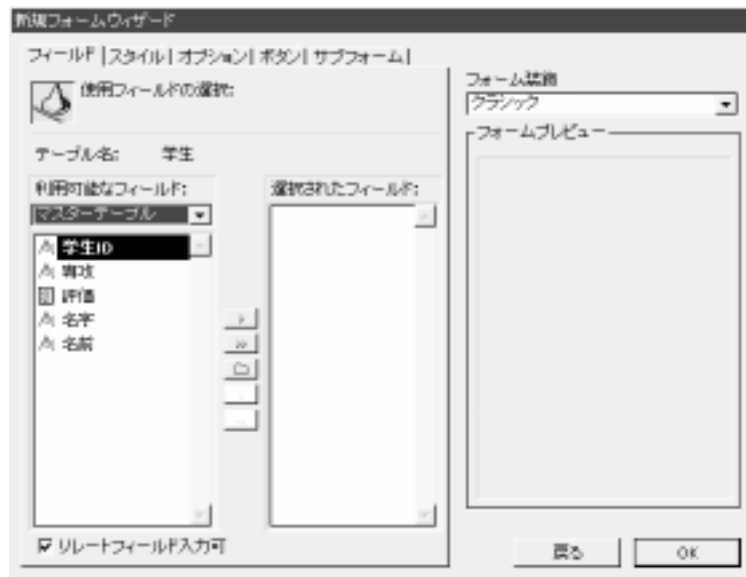 新規フォームウィザード
フィールド | スタイル | オプション | ボタン | サブフォーム |
使用フィールドの選択:
テーブル名: 学生
利用可能なフィールド:
マスターテーブル
学生ID
専攻
評価
名字
名前
選択されたフィールド:
>
>>
リレートフィールド入力可
フォーム装飾
クラシック
フォームプレビュー
戻る
OK